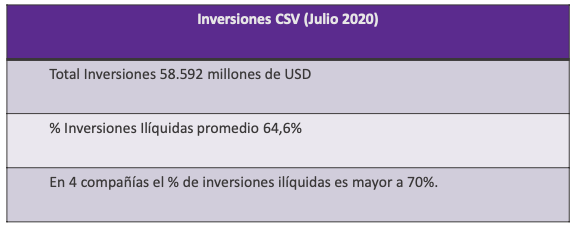 Inversiones CSV (Julio 2020)
Total Inversiones 58.592 millones de USD
% Inversiones Ilíquidas promedio 64,6%
En 4 compañías el % de inversiones ilíquidas es mayor a 70%.